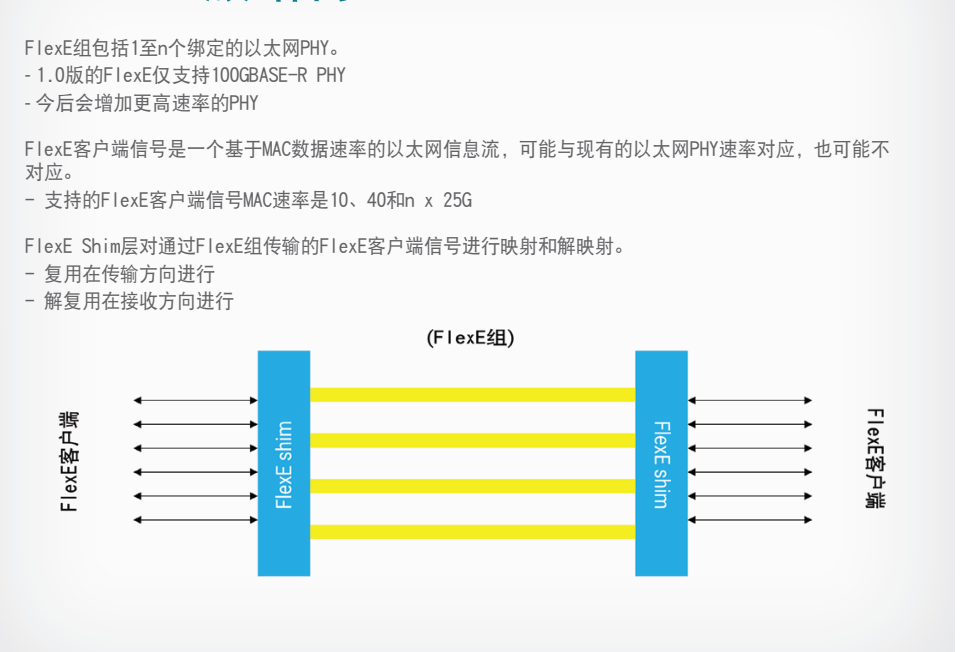 FlexE组包括1至n个绑定的以太网PHY。
- 1.0版的FlexE仅支持100GBASE-R PHY
- 今后会增加更高速率的PHY
FlexE客户端信号是一个基于MAC数据速率的以太网信息流，可能与现有的以太网PHY速率对应，也可能不
对应。
- 支持的FlexE客户端信号MAC速率是10、40和n x 25G
FlexE Shim层对通过FlexE组传输的FlexE客户端信号进行映射和解映射。
- 复用在传输方向进行
- 解复用在接收方向进行
(FlexE组)
FlexE客户端
FlexE shim
FlexE shim
FlexE客户端